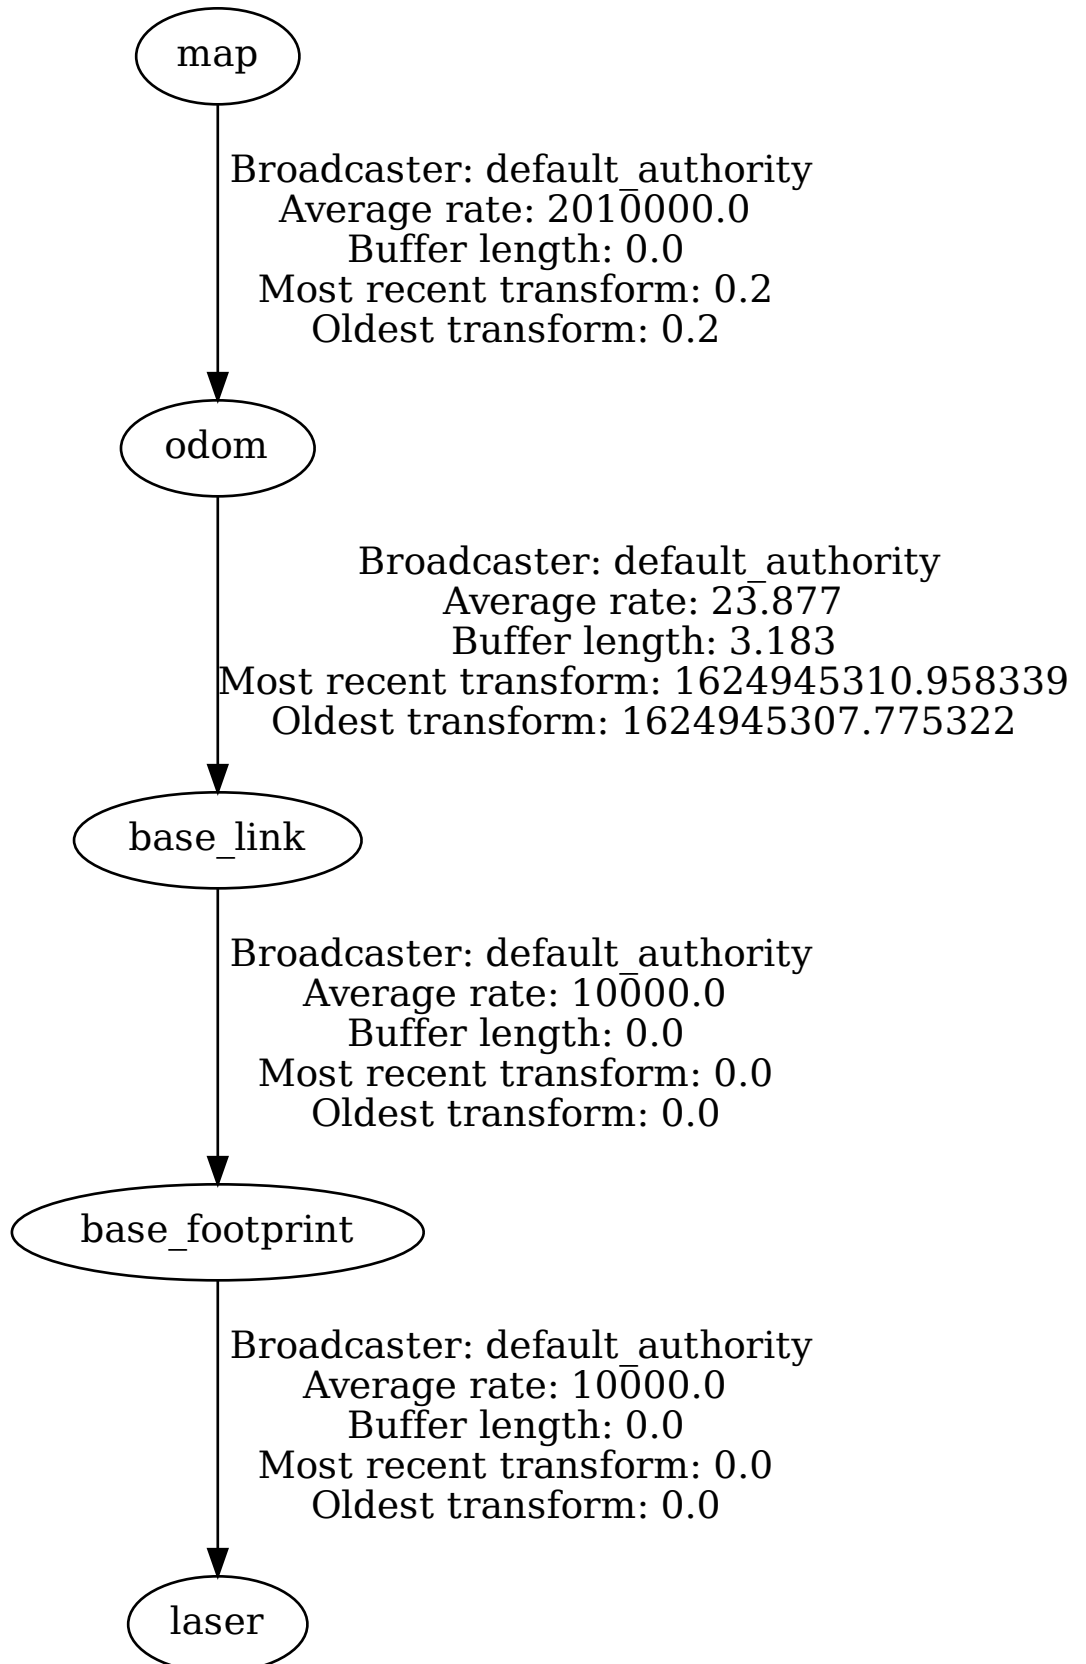 map
Broadcaster: default_authority
Average rate: 2010000.0
Buffer length: 0.0
Most recent transform: 0.2
Oldest transform: 0.2
odom
Broadcaster: default_authority
Average rate: 23.877
Buffer length: 3.183
Most recent transform: 1624945310.958339
Oldest transform: 1624945307.775322
base_link
Broadcaster: default_authority
Average rate: 10000.0
Buffer length: 0.0
Most recent transform: 0.0
Oldest transform: 0.0
base_footprint
Broadcaster: default_authority
Average rate: 10000.0
Buffer length: 0.0
Most recent transform: 0.0
Oldest transform: 0.0
laser